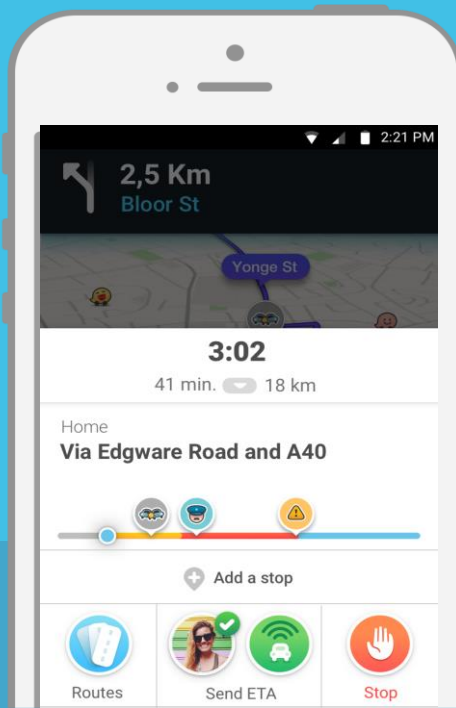 2:21 PM
2,5 Km
Bloor St
Yonge St
3:02
41 min. 18 km
Home
Via Edgware Road and A40
Add a stop
Routes
Send ETA
Stop